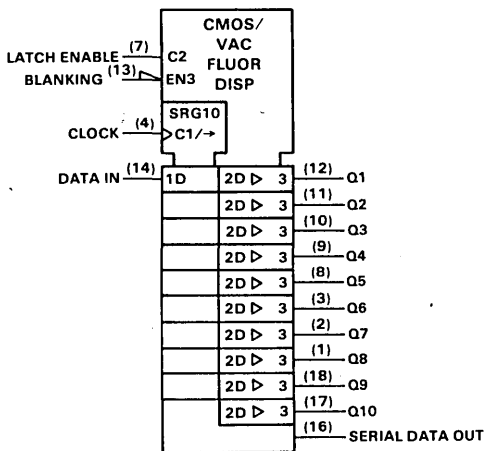 CMOS/
VAC
FLUOR
DISP
LATCH ENABLE (7) C2
BLANKING (13) EN3
SRG10
CLOCK (4) C1/→
DATA IN (14) 1D 2D ▷ 3 (12) Q1
2D ▷ 3 (11) Q2
2D ▷ 3 (10) Q3
2D ▷ 3 (9) Q4
2D ▷ 3 (8) Q5
2D ▷ 3 (3) Q6
2D ▷ 3 (2) Q7
2D ▷ 3 (1) Q8
2D ▷ 3 (18) Q9
2D ▷ 3 (17) Q10
(16) SERIAL DATA OUT